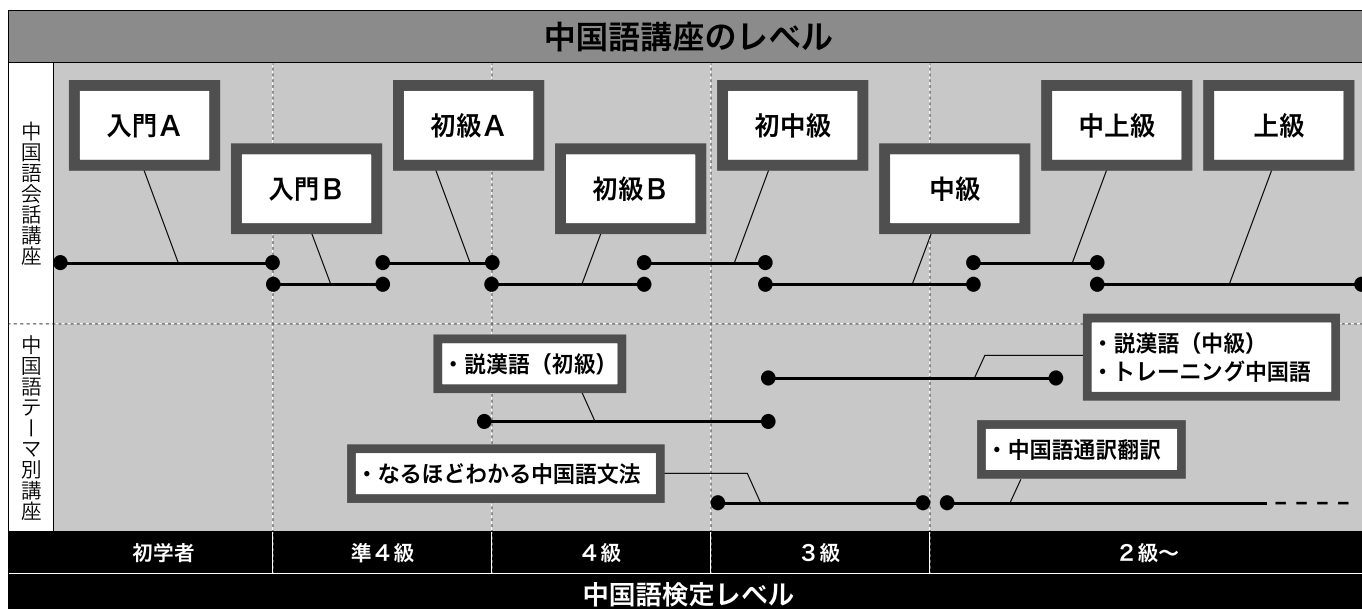 中国語講座のレベル
中国語会話講座
入門A
入門B
初級A
初級B
初中級
中級
中上級
上級
中国語テーマ別講座
・説漢語（初級）
・なるほどわかる中国語文法
・説漢語（中級）
・トレーニング中国語
・中国語通訳翻訳
初学者
準４級
４級
３級
２級〜
中国語検定レベル